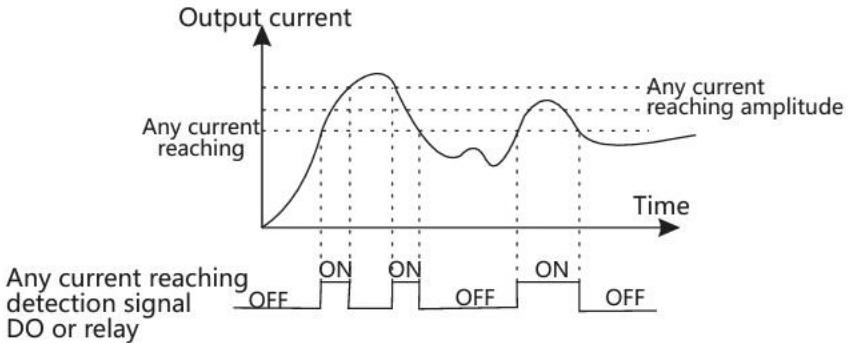 Output current
Any current
reaching amplitude
Any current
reaching
Time
ON
ON
ON
Any current reaching
detection signal
DO or relay
OFF
OFF
OFF